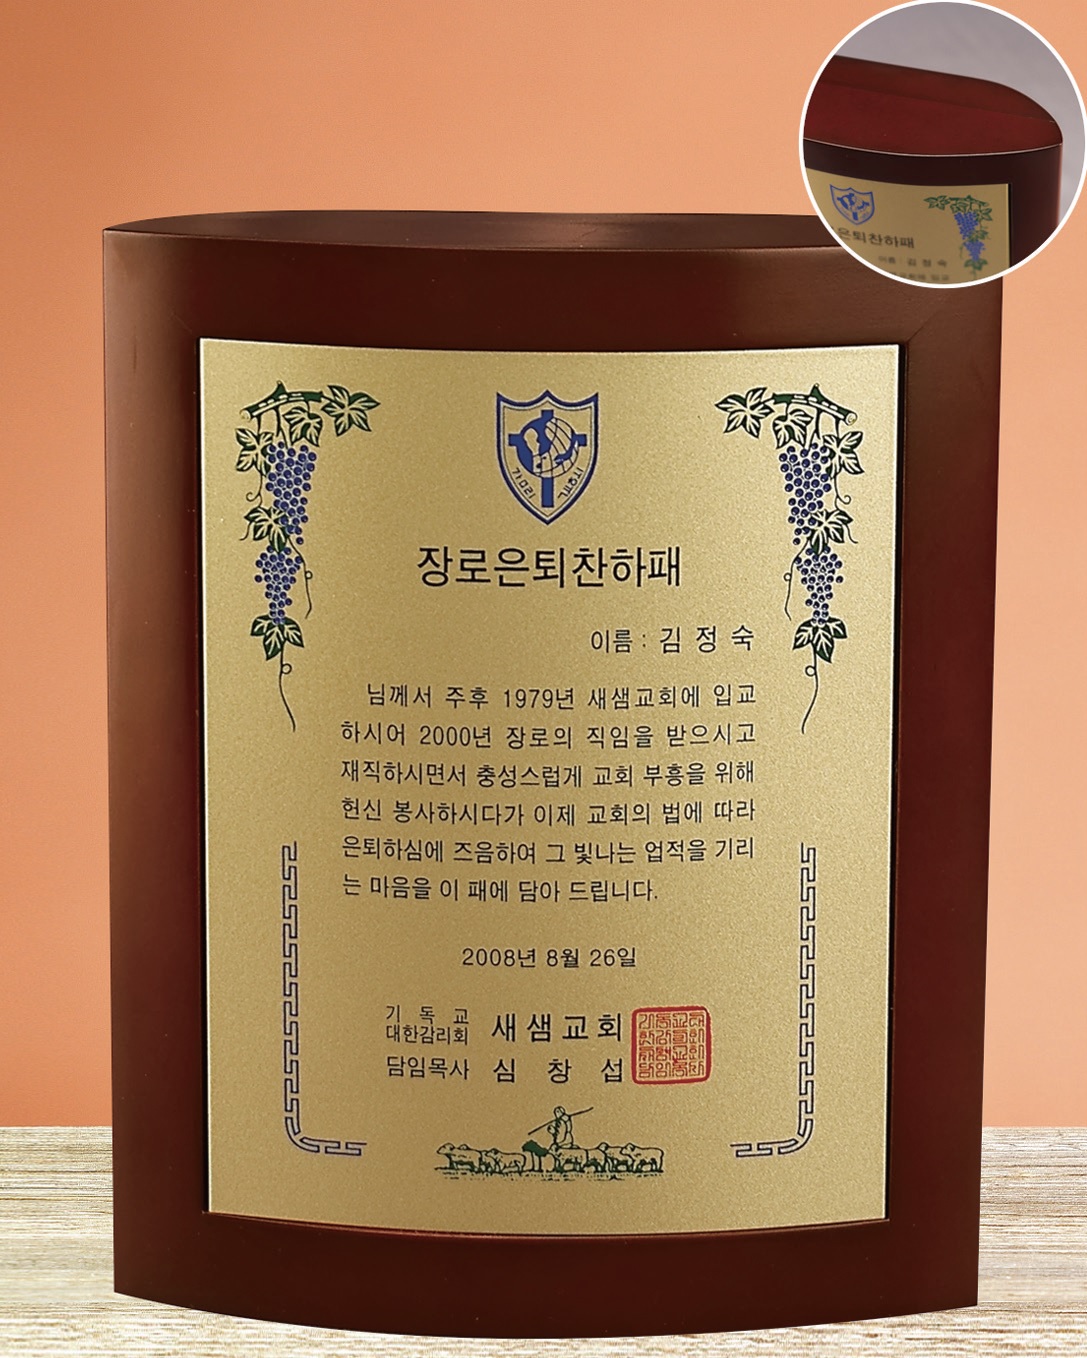 장로은퇴찬하패
이름 : 김 정 숙
님께서 주후 1979년 새샘교회에 입교
하시어 2000년 장로의 직임을 받으시고
재직하시면서 충성스럽게 교회 부흥을 위해
헌신 봉사하시다가 이제 교회의 법에 따라
은퇴하심에 즈음하여 그 빛나는 업적을 기리
는 마음을 이 패에 담아 드립니다.
2008년 8월 26일
기 독 교
대한감리회 새샘교회
담임목사 심 창 섭
은퇴찬하패
이름 : 김 정 숙